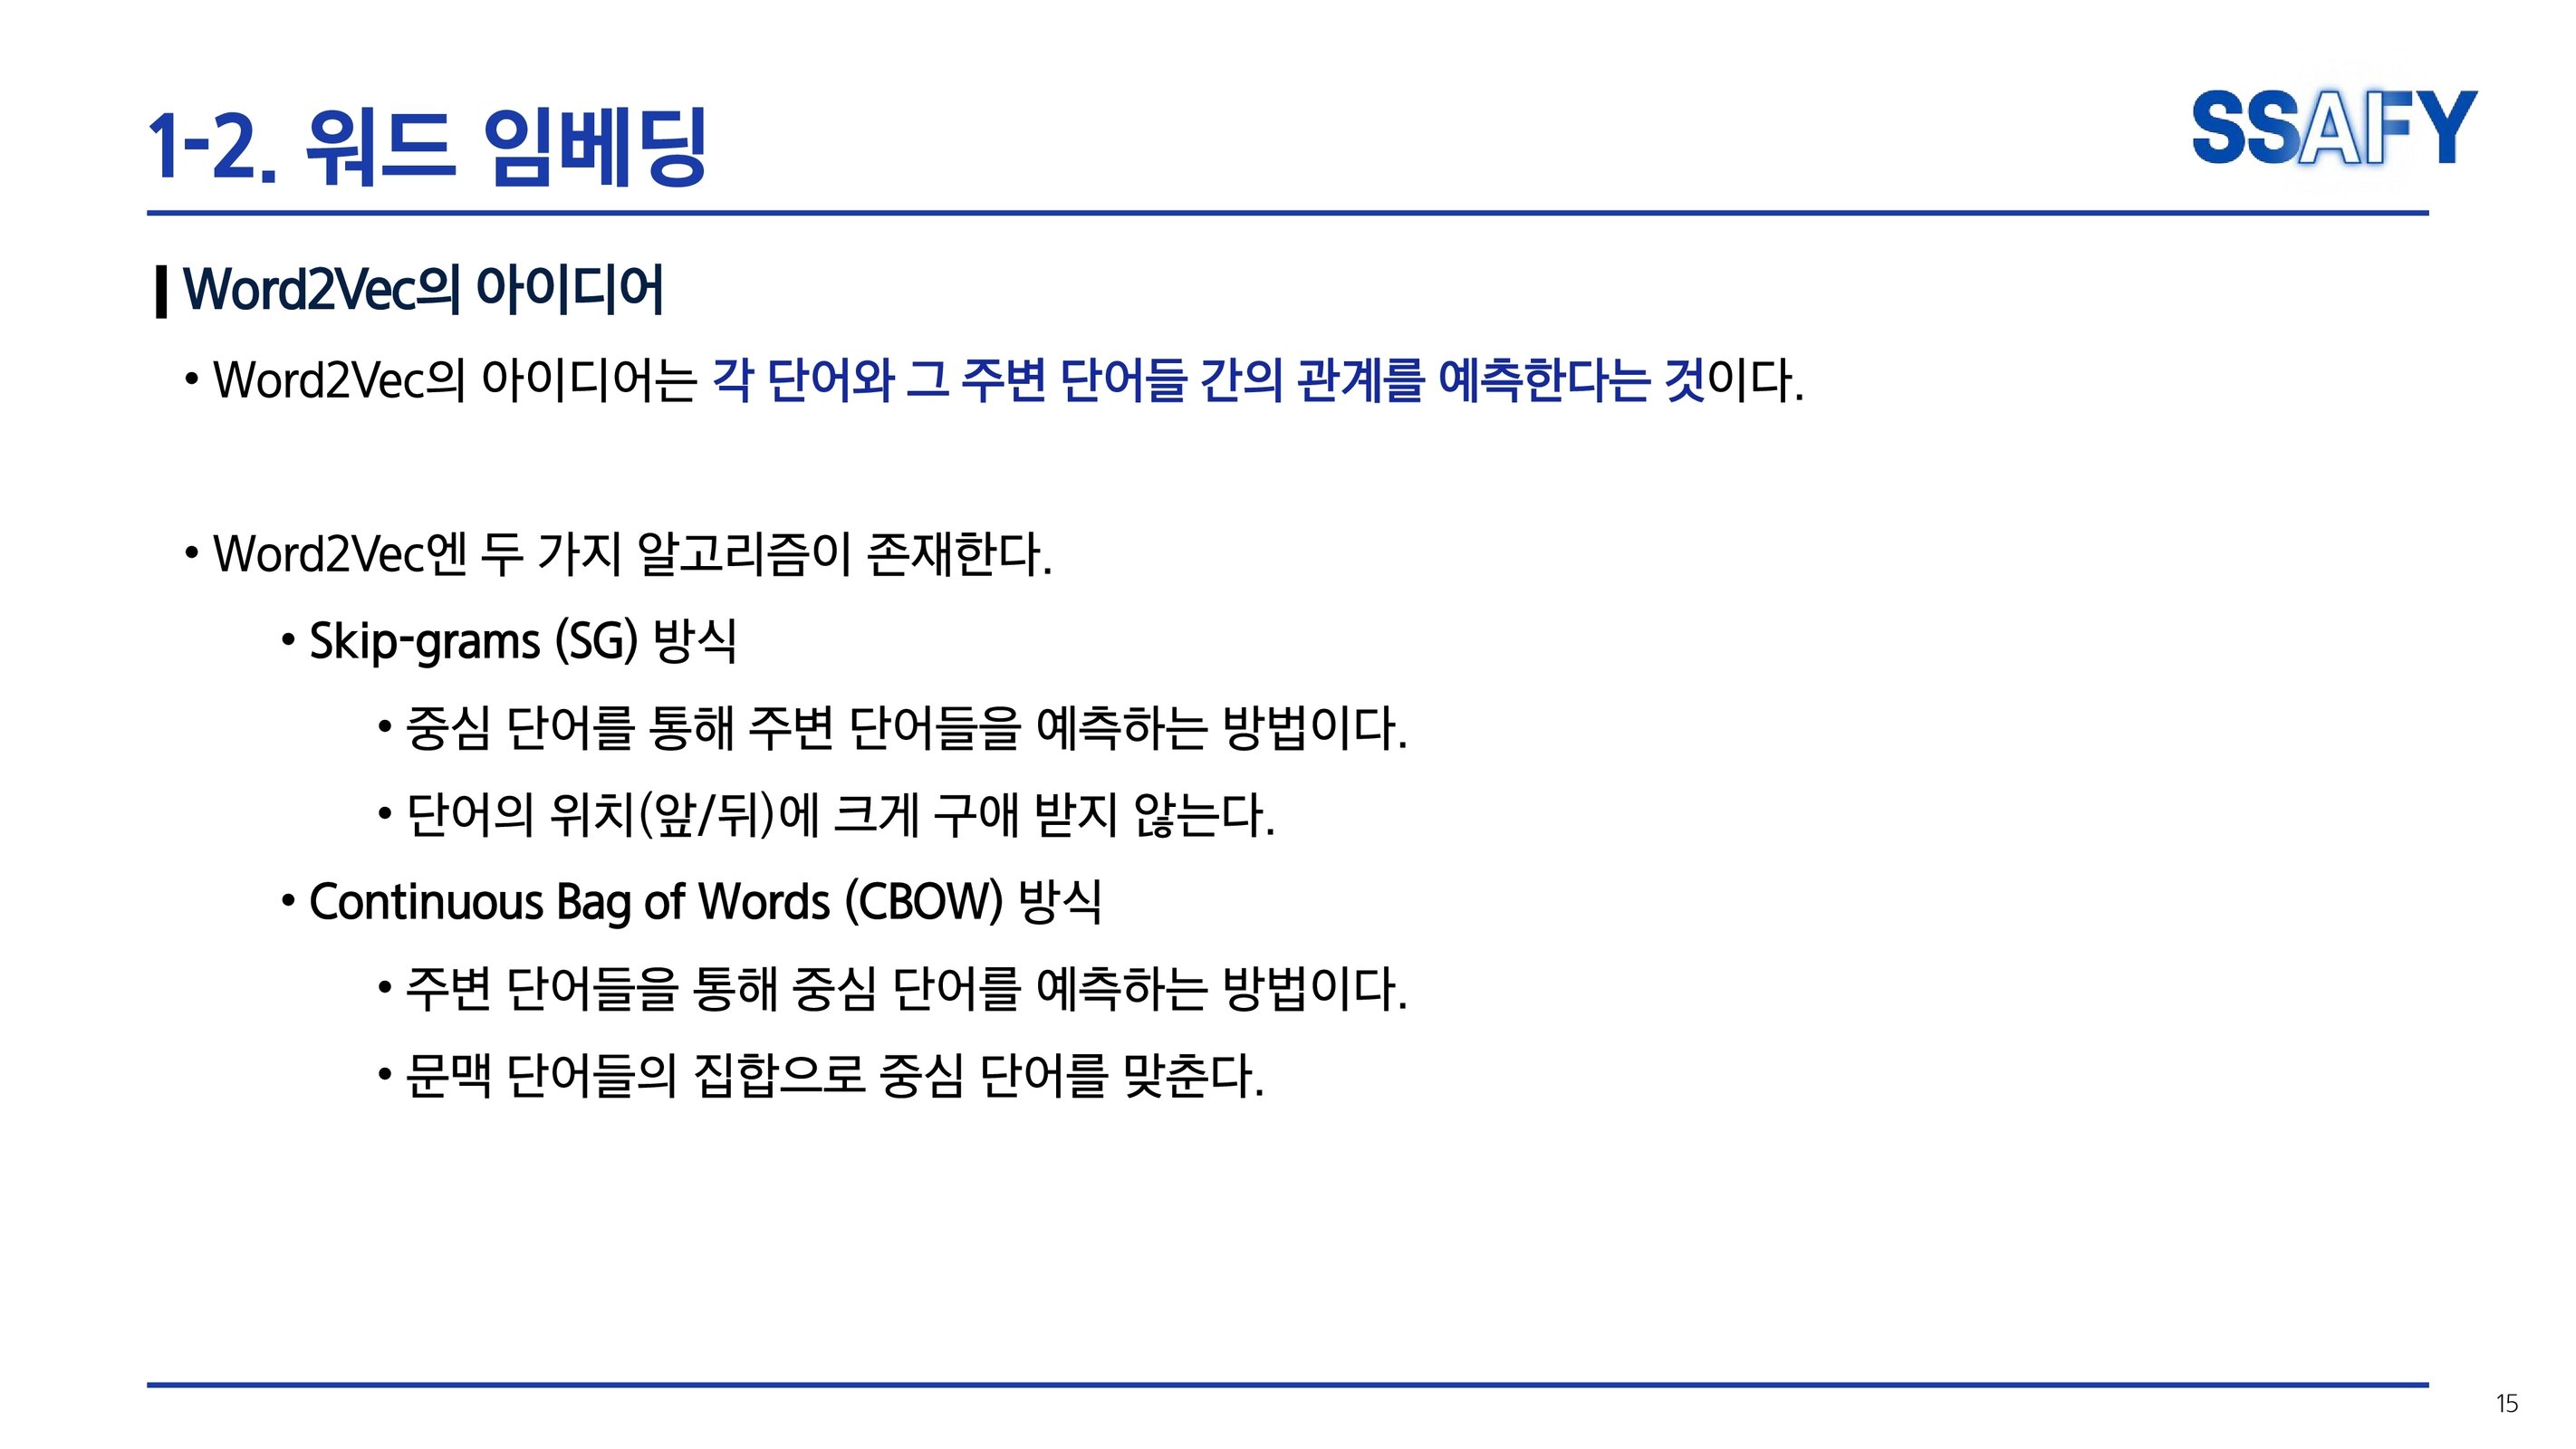 1-2. 워드 임베딩
SSAFY
Word2Vec의 아이디어
• Word2Vec의 아이디어는 각 단어와 그 주변 단어들 간의 관계를 예측한다는 것이다.
• Word2Vec엔 두 가지 알고리즘이 존재한다.
• Skip-grams (SG) 방식
• 중심 단어를 통해 주변 단어들을 예측하는 방법이다.
• 단어의 위치(앞/뒤)에 크게 구애 받지 않는다.
• Continuous Bag of Words (CBOW) 방식
• 주변 단어들을 통해 중심 단어를 예측하는 방법이다.
• 문맥 단어들의 집합으로 중심 단어를 맞춘다.
15